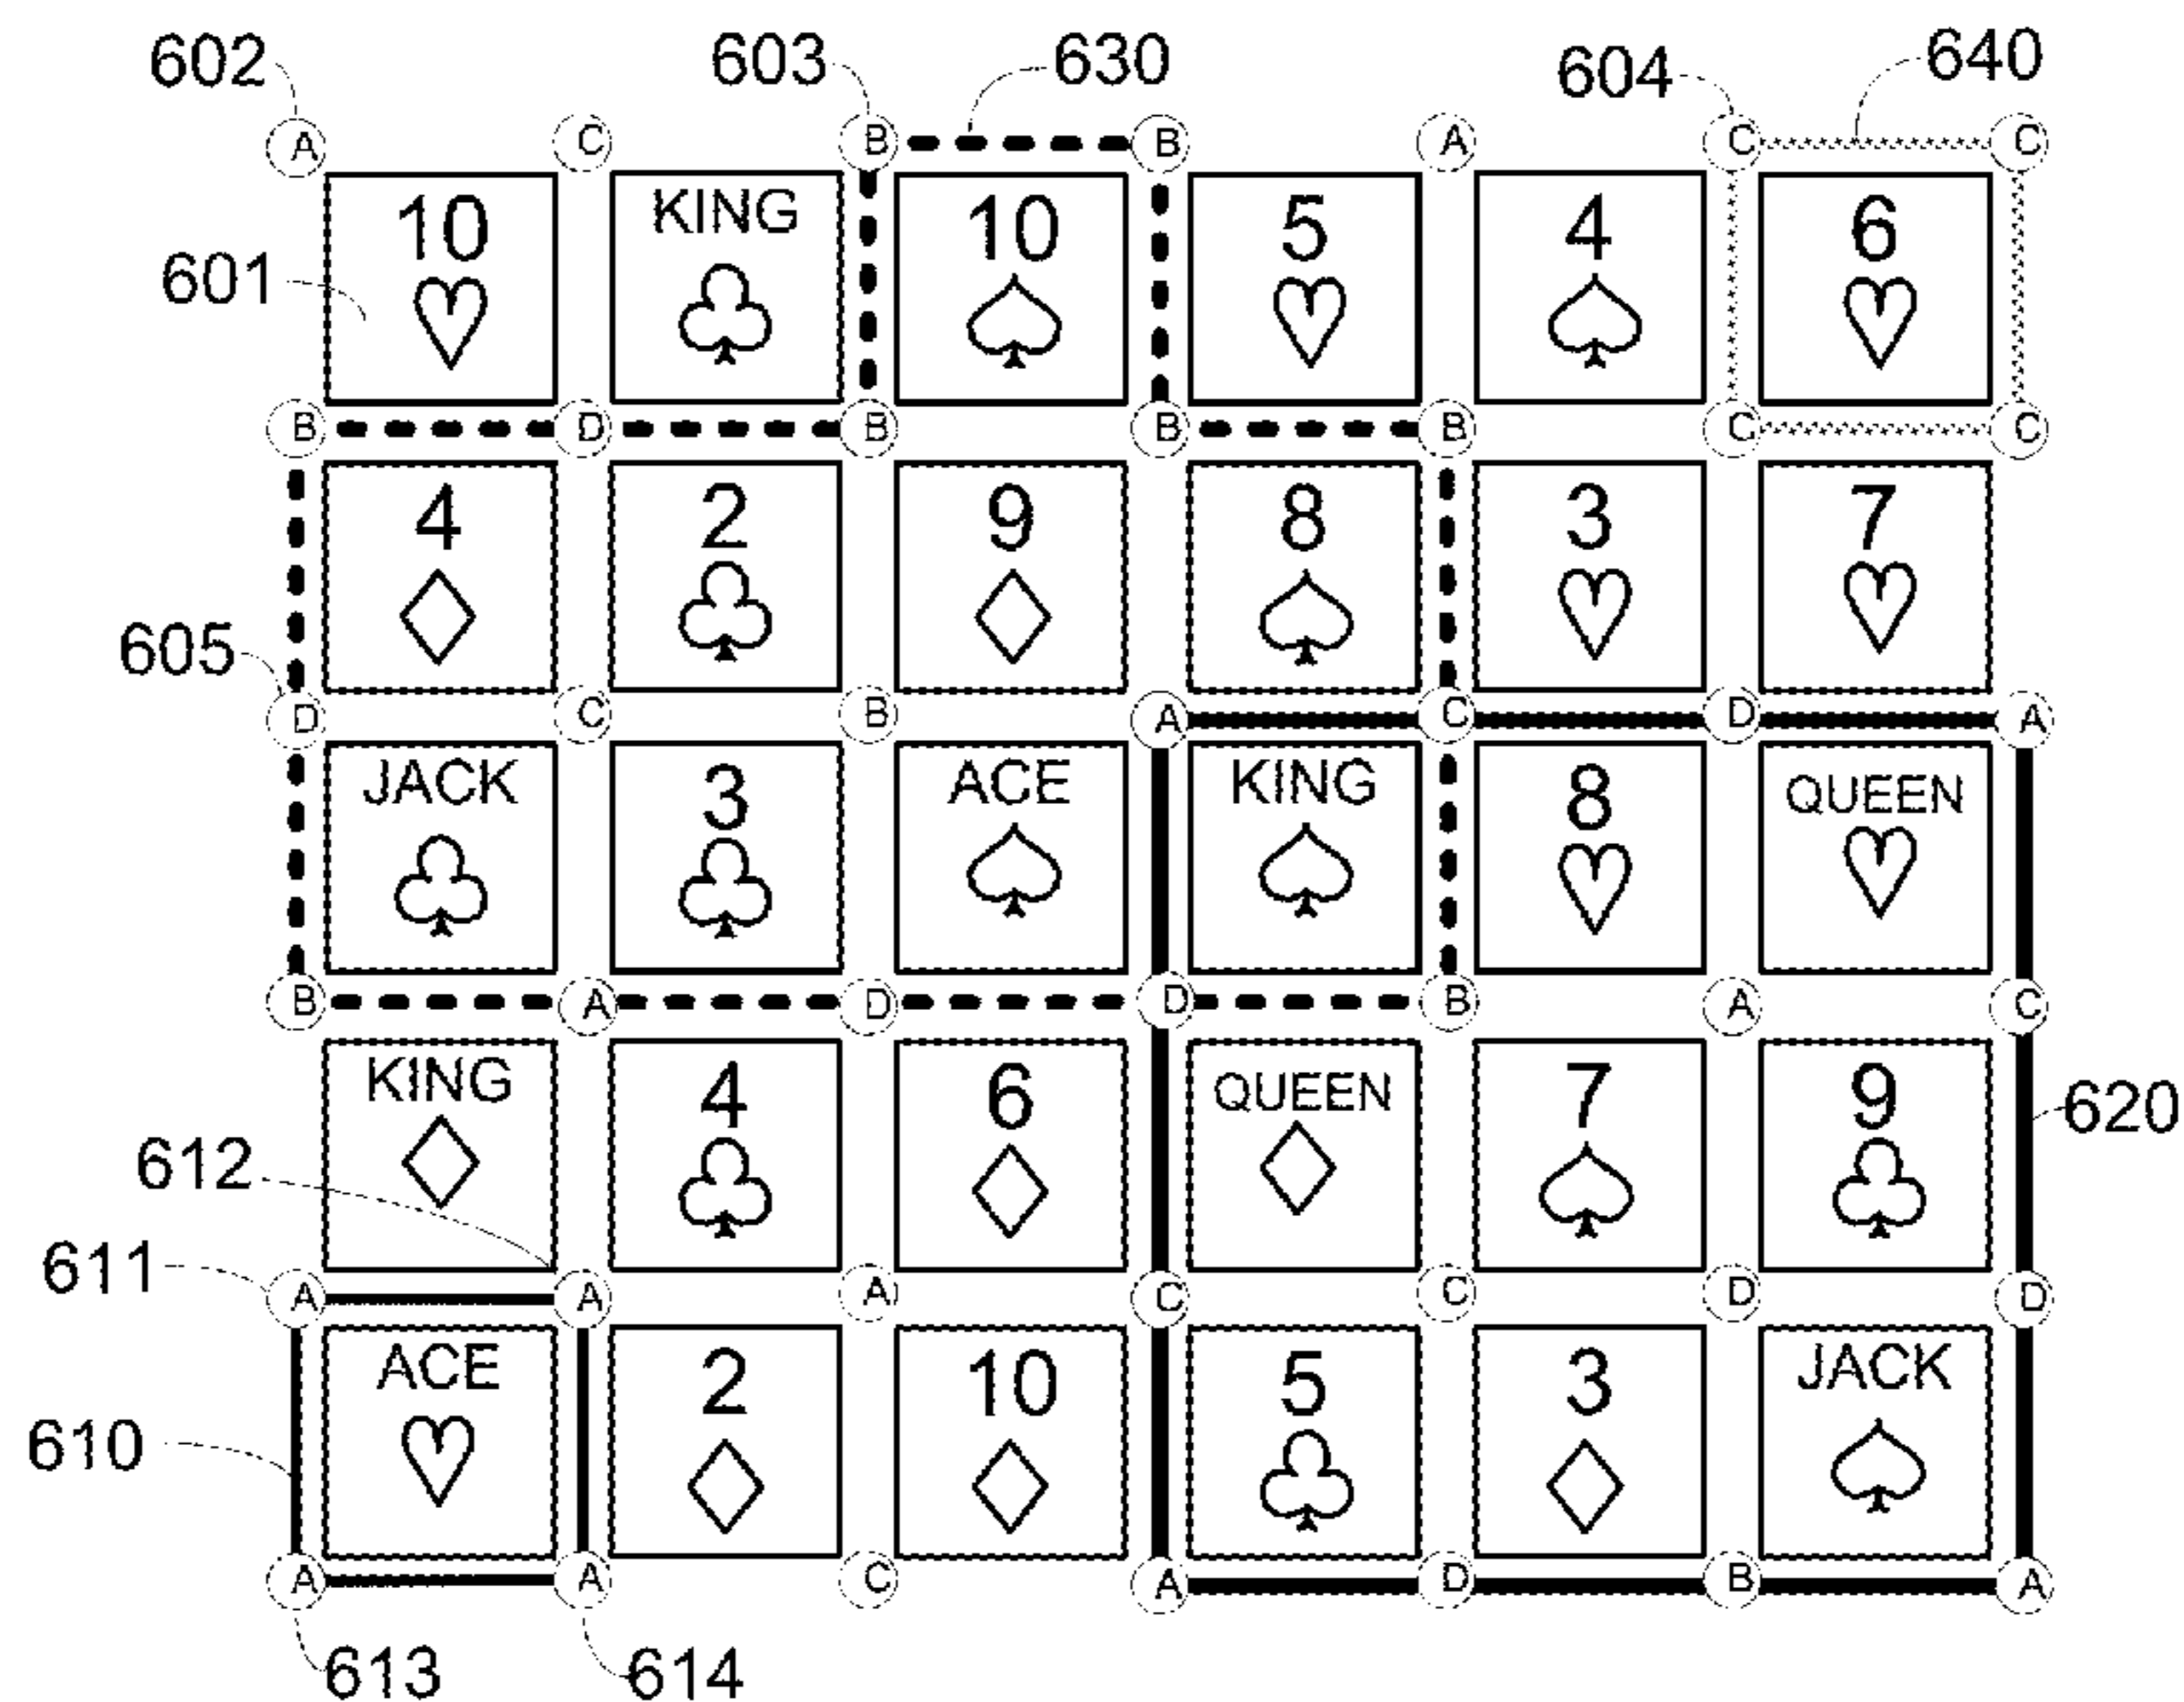 602 603 630 604 640
A C B B A C C
10 KING 10 5 4 6
601
B D B B B C C
4 2 9 8 3 7
605
D C B A C D A
JACK 3 ACE KING 8 QUEEN
B A D D B A C
KING 4 6 QUEEN 7 9
620
612
611
A A A C C D D
ACE 2 10 5 3 JACK
610
A A C A D B A
613 614